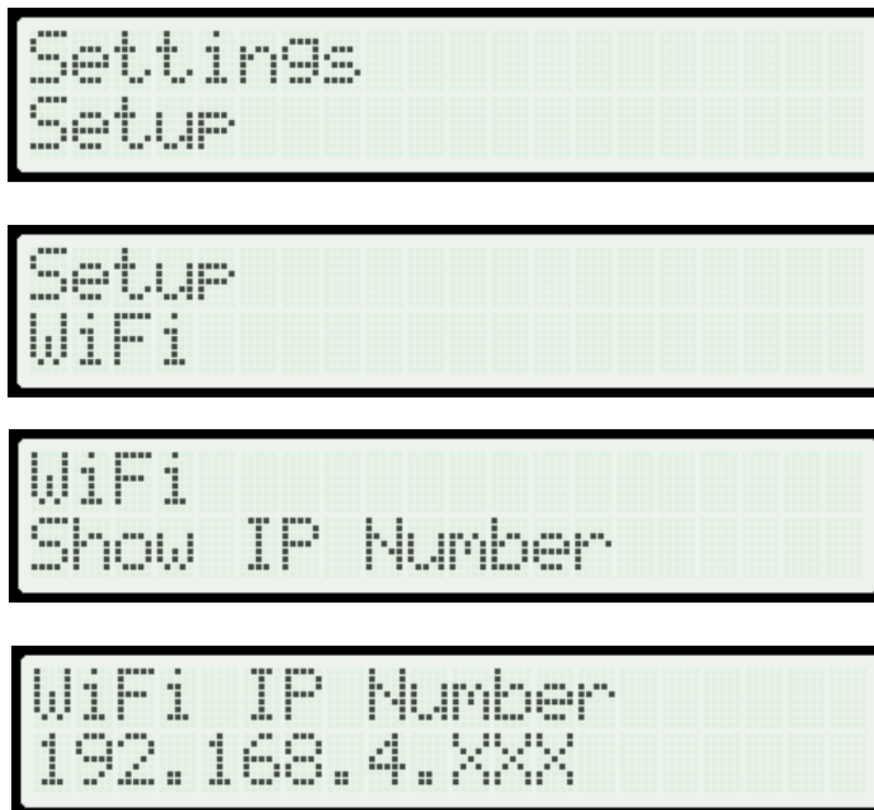 Settings
Setup
Setup
WiFi
WiFi
Show IP Number
WiFi IP Number
192.168.4.XXX